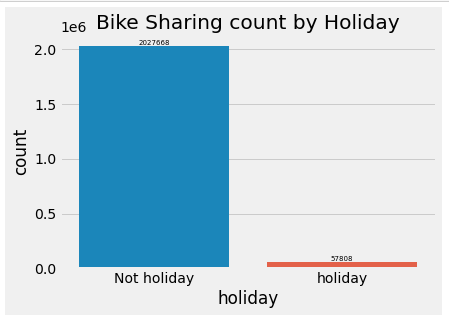 Bike Sharing count by Holiday
1e6
2027668
2.0
1.5
count
1.0
0.5
57808
0.0
Not holiday holiday
holiday